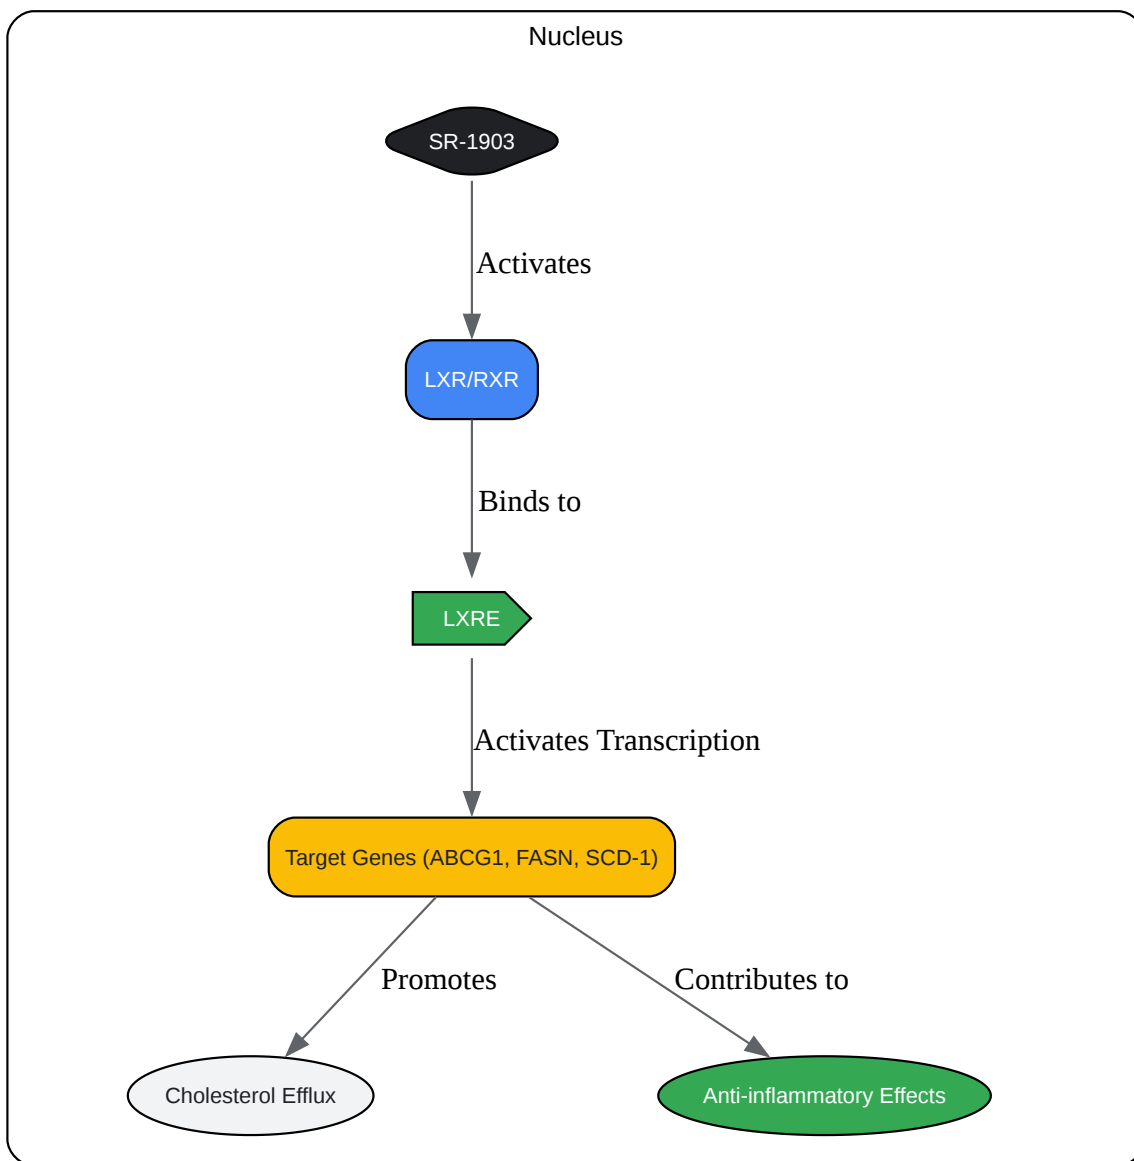 Nucleus
SR-1903
Activates
LXR/RXR
Binds to
LXRE
Activates Transcription
Target Genes (ABCG1, FASN, SCD-1)
Promotes
Contributes to
Cholesterol Efflux
Anti-inflammatory Effects